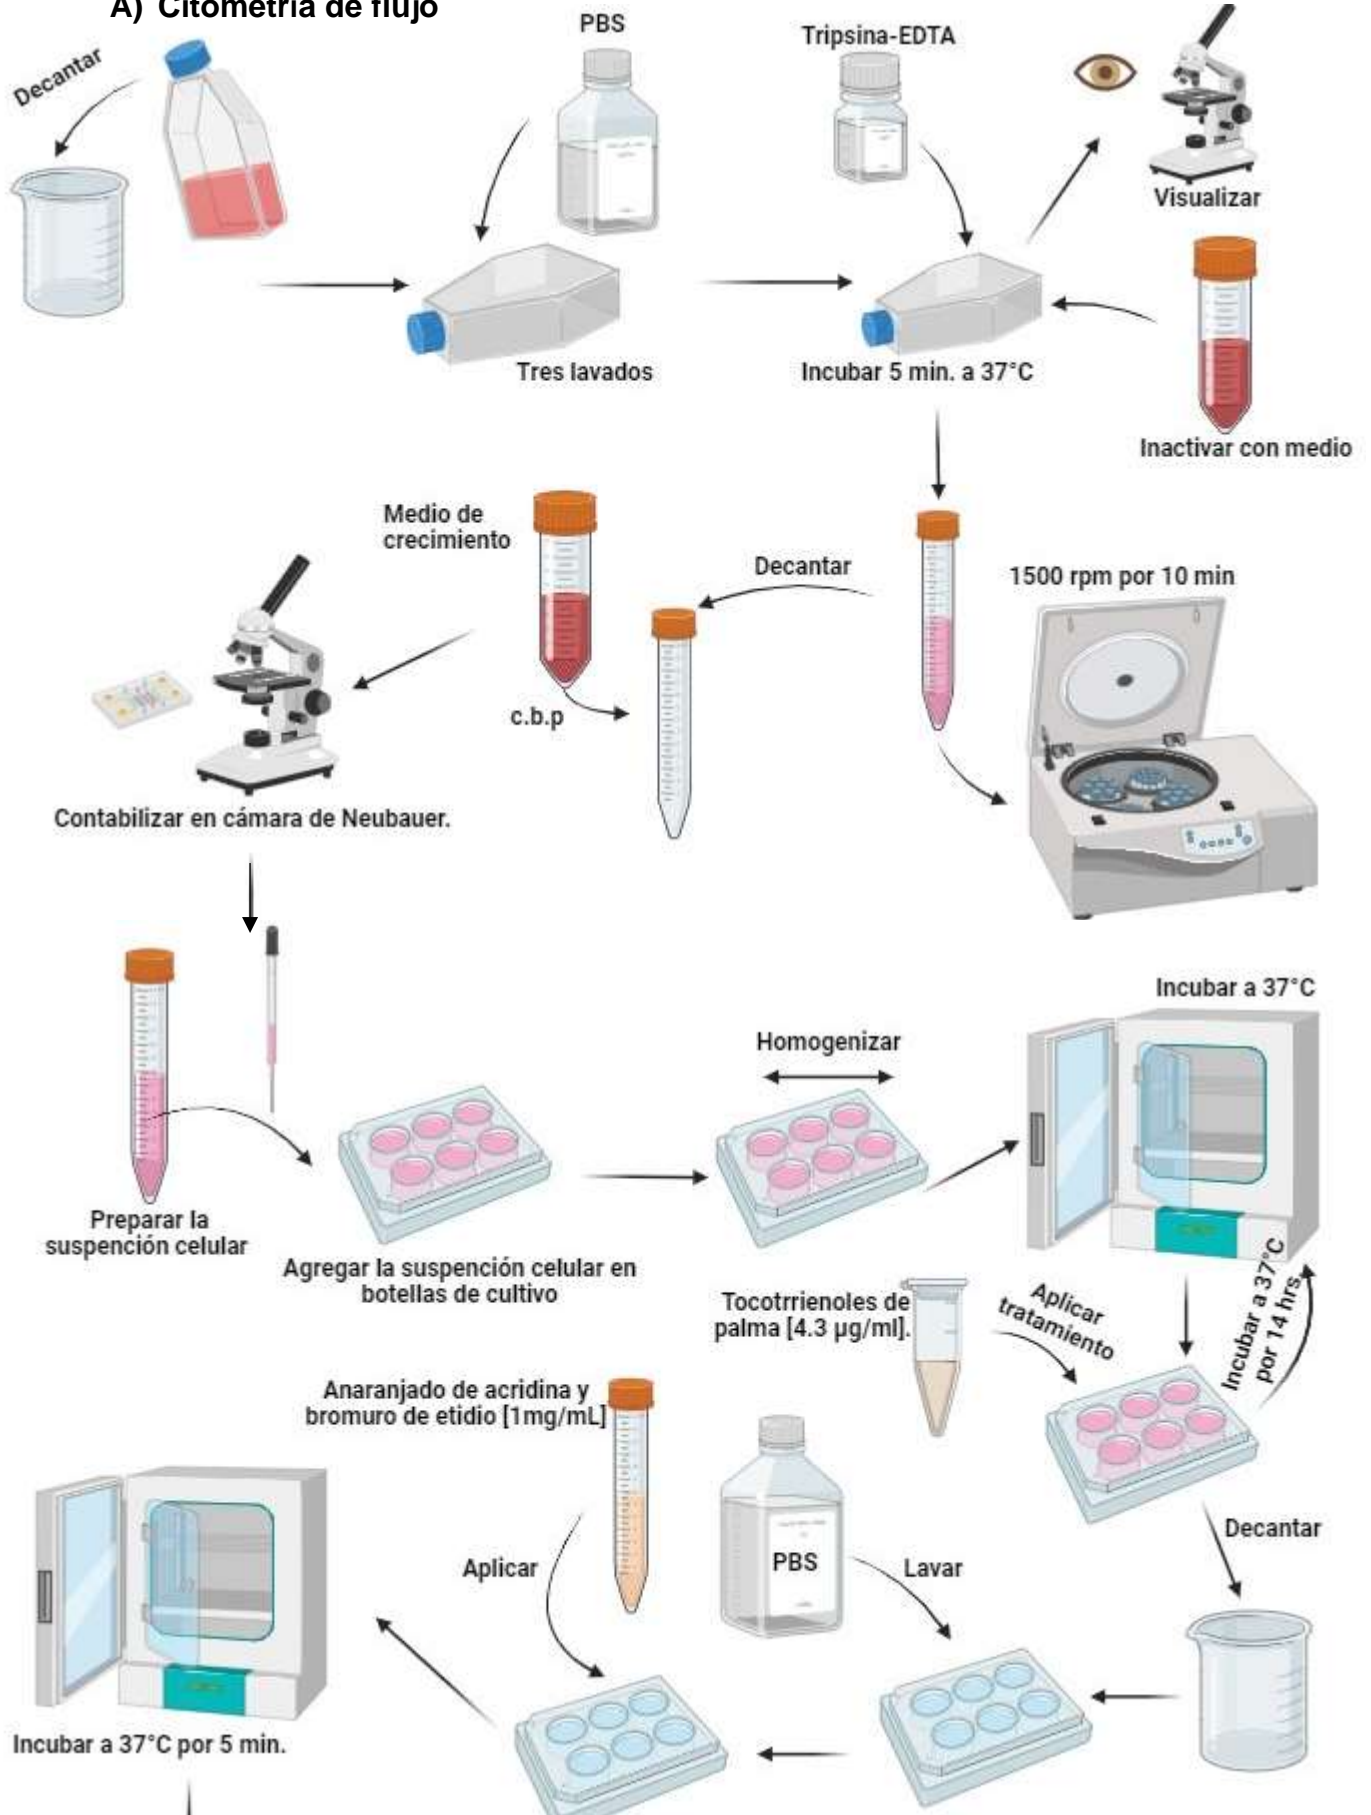 A) Citometría de flujo
Decantar
PBS
Tripsina-EDTA
Visualizar
Tres lavados
Incubar 5 min. a 37°C
Inactivar con medio
Medio de
crecimiento
Decantar
1500 rpm por 10 min
c.b.p
Contabilizar en cámara de Neubauer.
Incubar a 37°C
Homogenizar
Preparar la
suspención celular
Agregar la suspención celular en
botellas de cultivo
Tocotrrienoles de
palma [4.3 µg/ml].
Aplicar
tratamiento
Incubar a 37°C
por 14 hrs.
Anaranjado de acridina y
bromuro de etidio [1mg/mL]
Decantar
Aplicar
PBS
Lavar
Incubar a 37°C por 5 min.